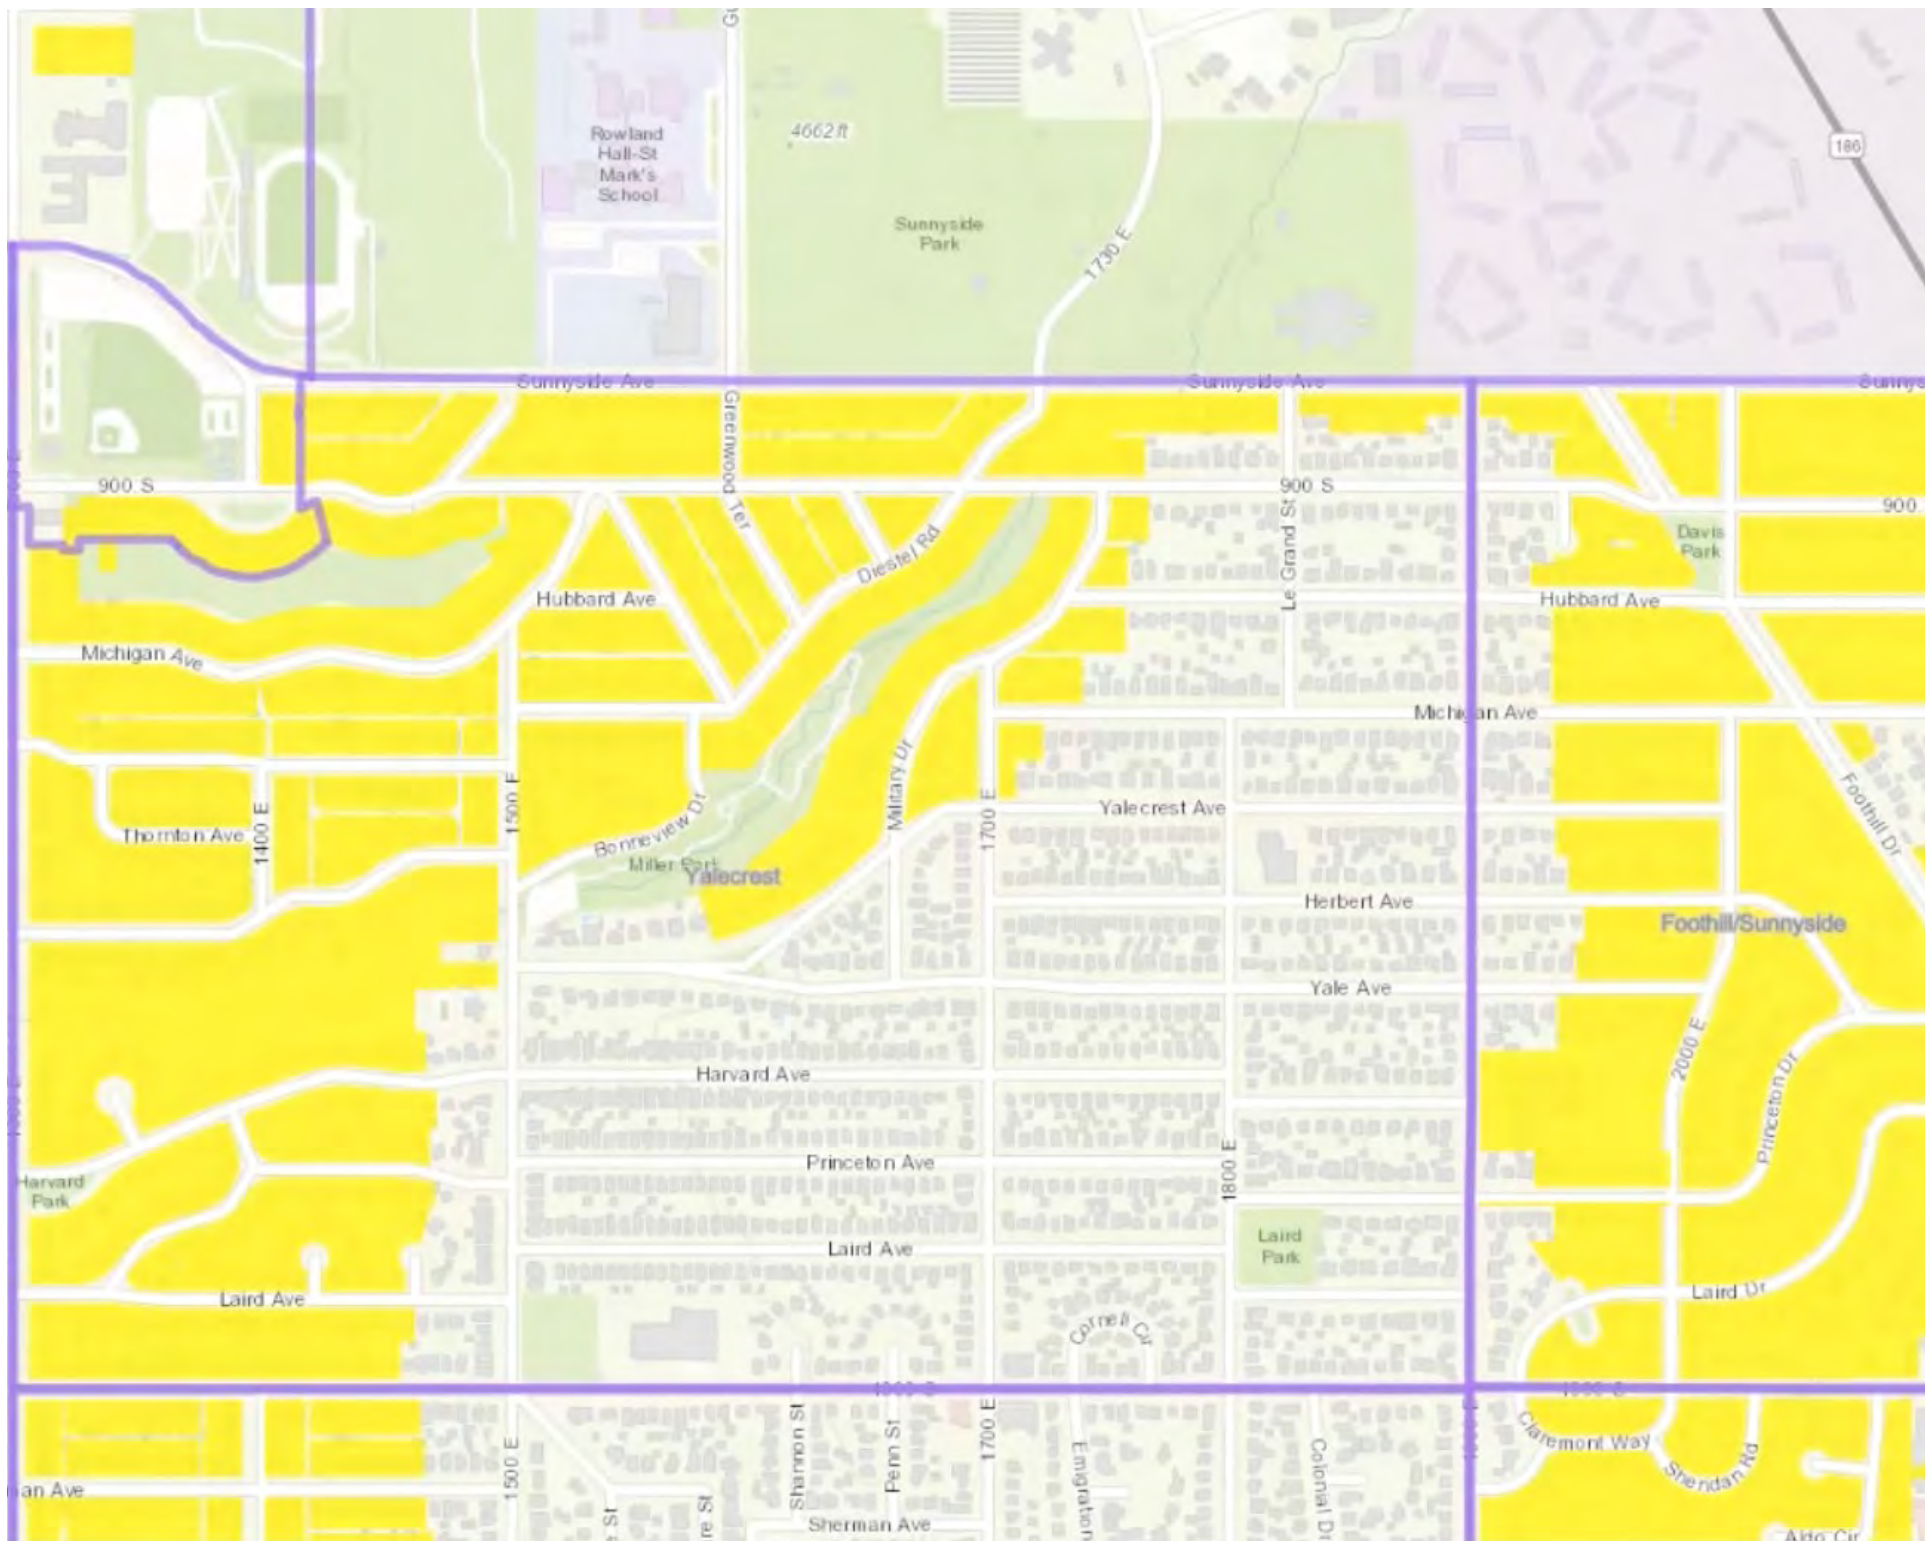 Rowland
Hall-St
Mark's
School
4662 ft
186
Sunnyside
Park
1730 E
Sunnyside Ave
Sunnyside Ave
Greenwood Ter
900 S
900 S
900
Le Grand St
Davis
Park
Diestel Rd
Hubbard Ave
Hubbard Ave
Michigan Ave
Michigan Ave
Military Dr
1500 E
1700 E
Yalecrest Ave
Foothill Dr
Thornton Ave
1400 E
Bonneview Dr
Miller Park
Yalecrest
Herbert Ave
Foothill/Sunnyside
Yale Ave
2000 E
Harvard Ave
Princeton Dr
Princeton Ave
1800 E
Harvard
Park
Laird Ave
Laird
Park
Laird Dr
Laird Ave
Cornell Cir
Shannon St
Penn St
1700 E
1500 E
Emigration
Colonial Dr
Claremont Way
Sheridan Rd
Sherman Ave
Aldo Cir